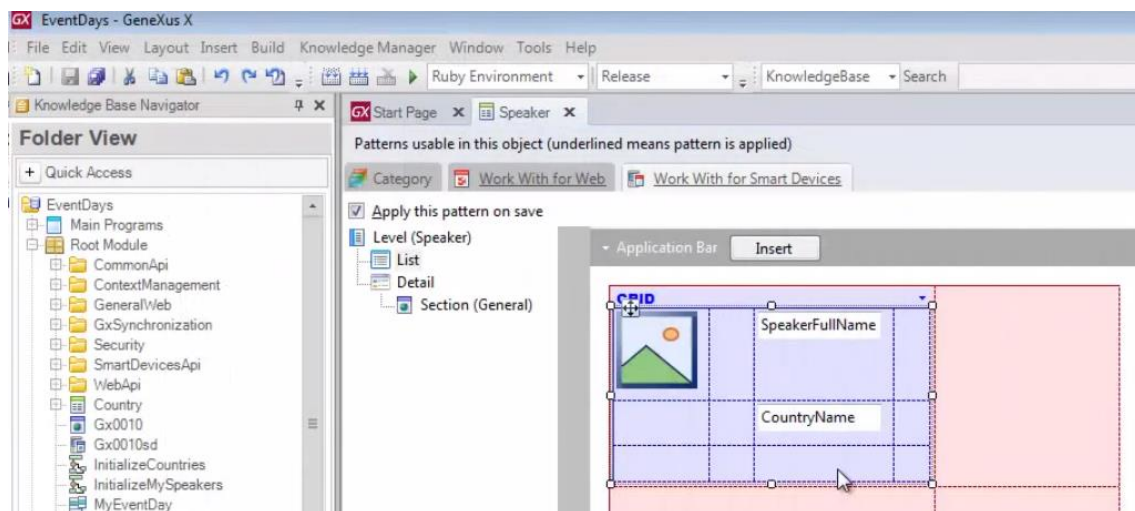 GX EventDays - GeneXus X
File Edit View Layout Insert Build Knowledge Manager Window Tools Help
Ruby Environment Release KnowledgeBase Search
Knowledge Base Navigator
GX Start Page Speaker
Folder View
Patterns usable in this object (underlined means pattern is applied)
+ Quick Access
Category Work With for Web Work With for Smart Devices
EventDays
Apply this pattern on save
Main Programs
Root Module
Level (Speaker)
Application Bar Insert
CommonApi
List
ContextManagement
Detail
GeneralWeb
Section (General)
GxSynchronization
GRID
Security
SpeakerFullName
SmartDevicesApi
WebApi
Country
Gx0010
CountryName
Gx0010sd
InitializeCountries
InitializeMySpeakers
MyEventDay